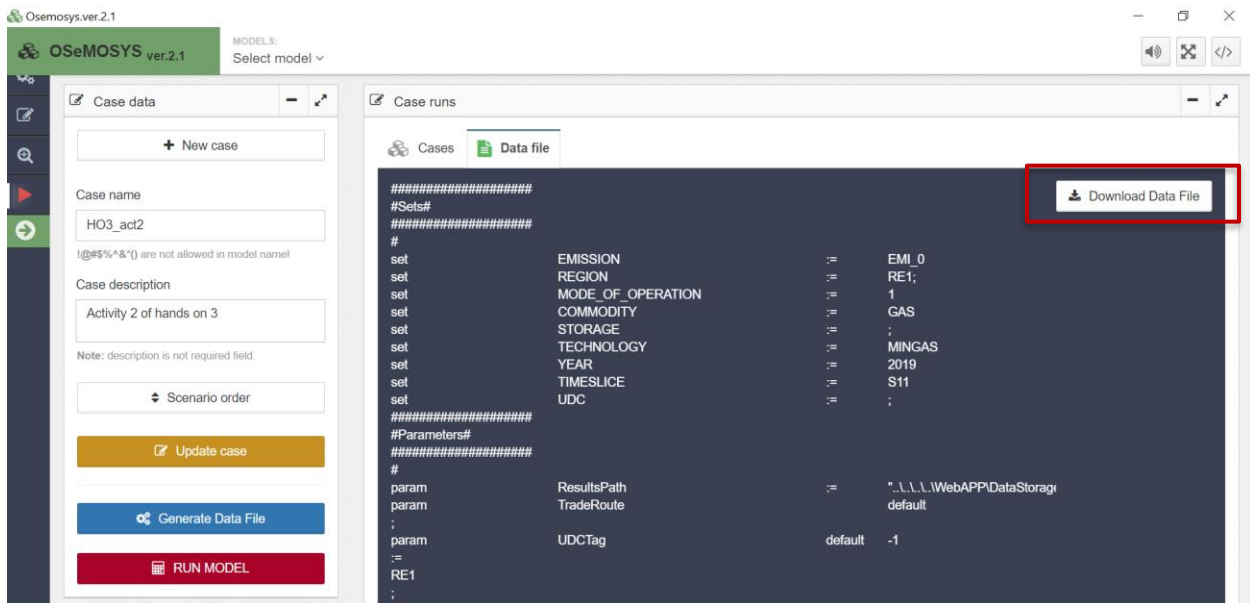 Osemosys.ver.2.1
OSeMOSYS ver.2.1
MODELS:
Select model
Case data
+ New case
Case name
HO3_act2
!@#$%^&*() are not allowed in model name!
Case description
Activity 2 of hands on 3
Note: description is not required field.
Scenario order
Update case
Generate Data File
RUN MODEL
Case runs
Cases
Data file
Download Data File
####################
#Sets#
####################
#
set EMISSION := EMI_0
set REGION := RE1;
set MODE_OF_OPERATION := 1
set COMMODITY := GAS
set STORAGE := ;
set TECHNOLOGY := MINGAS
set YEAR := 2019
set TIMESLICE := S11
set UDC := ;
####################
#Parameters#
####################
#
param ResultsPath := "..\..\..\..\WebAPP\DataStorage
param TradeRoute default
;
param UDCTag default -1
:=
RE1
;